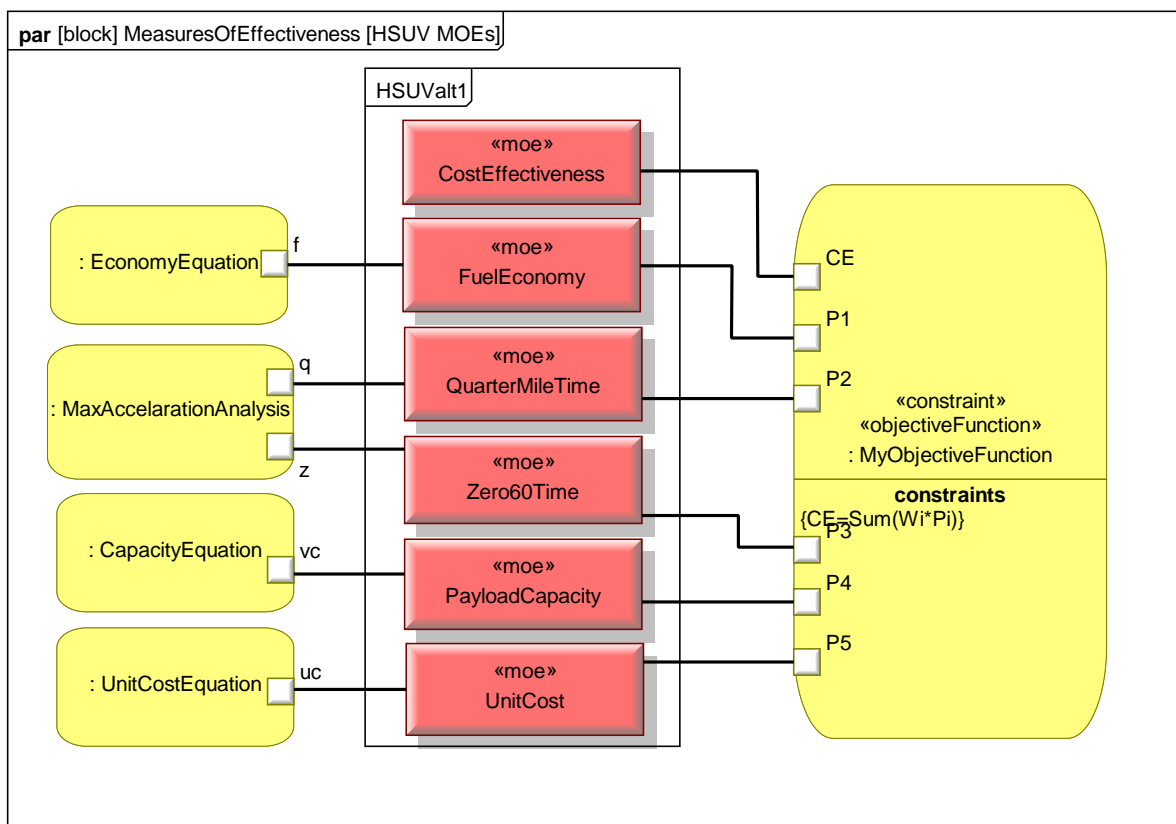 par [block] MeasuresOfEffectiveness [HSUV MOEs]
HSUValt1
«moe»
CostEffectiveness
: EconomyEquation
f
«moe»
FuelEconomy
CE
P1
: MaxAccelarationAnalysis
q
z
«moe»
QuarterMileTime
P2
«constraint»
«objectiveFunction»
: MyObjectiveFunction
constraints
{CE=Sum(Wi*Pi)}
«moe»
Zero60Time
P3
: CapacityEquation
vc
«moe»
PayloadCapacity
P4
: UnitCostEquation
uc
«moe»
UnitCost
P5